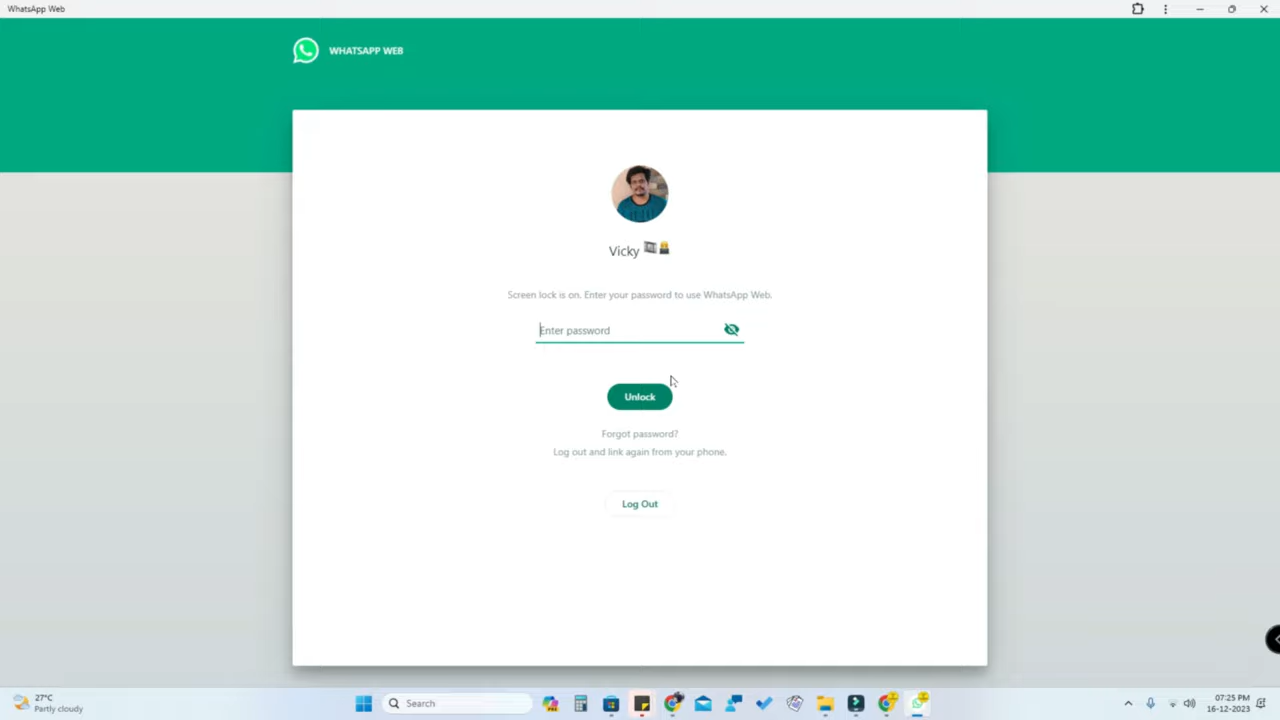 WhatsApp Web
WHATSAPP WEB
Vicky
Screen lock is on. Enter your password to use WhatsApp Web.
Enter password
Unlock
Forgot password?
Log out and link again from your phone.
Log Out
27°C
Partly cloudy
Search
07:25 PM
16-12-2023